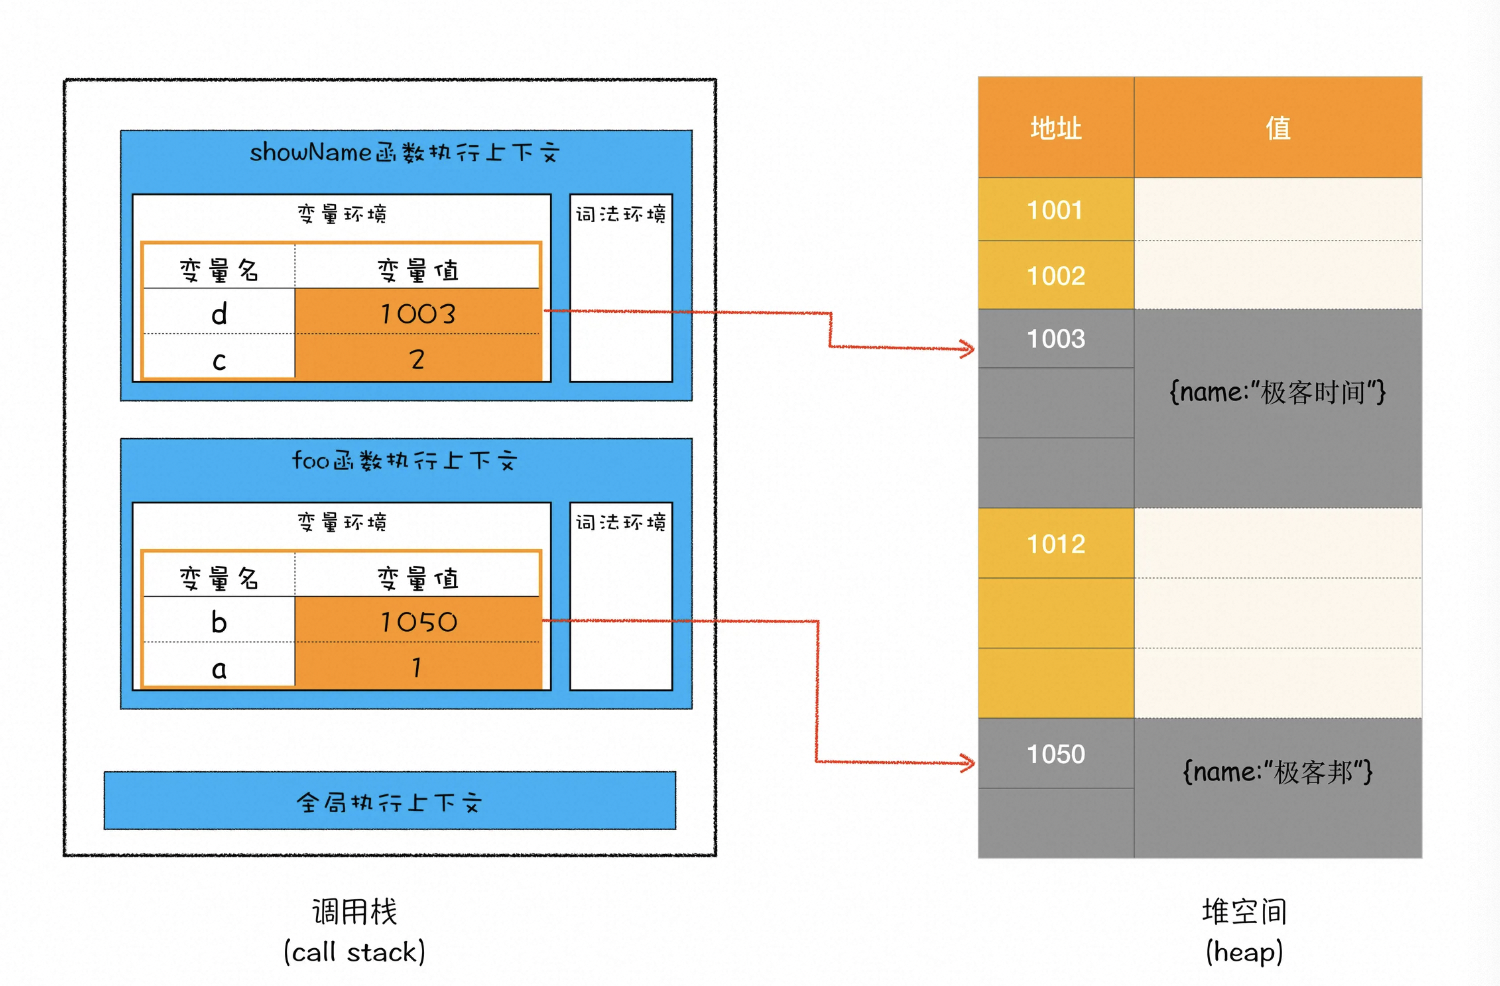 showName函数执行上下文
变量环境
词法环境
变量名 变量值
d 1003
c 2
foo函数执行上下文
变量环境
词法环境
变量名 变量值
b 1050
a 1
全局执行上下文
调用栈
(call stack)
地址 值
1001
1002
1003
{name:"极客时间"}
1012
1050
{name:"极客邦"}
堆空间
(heap)